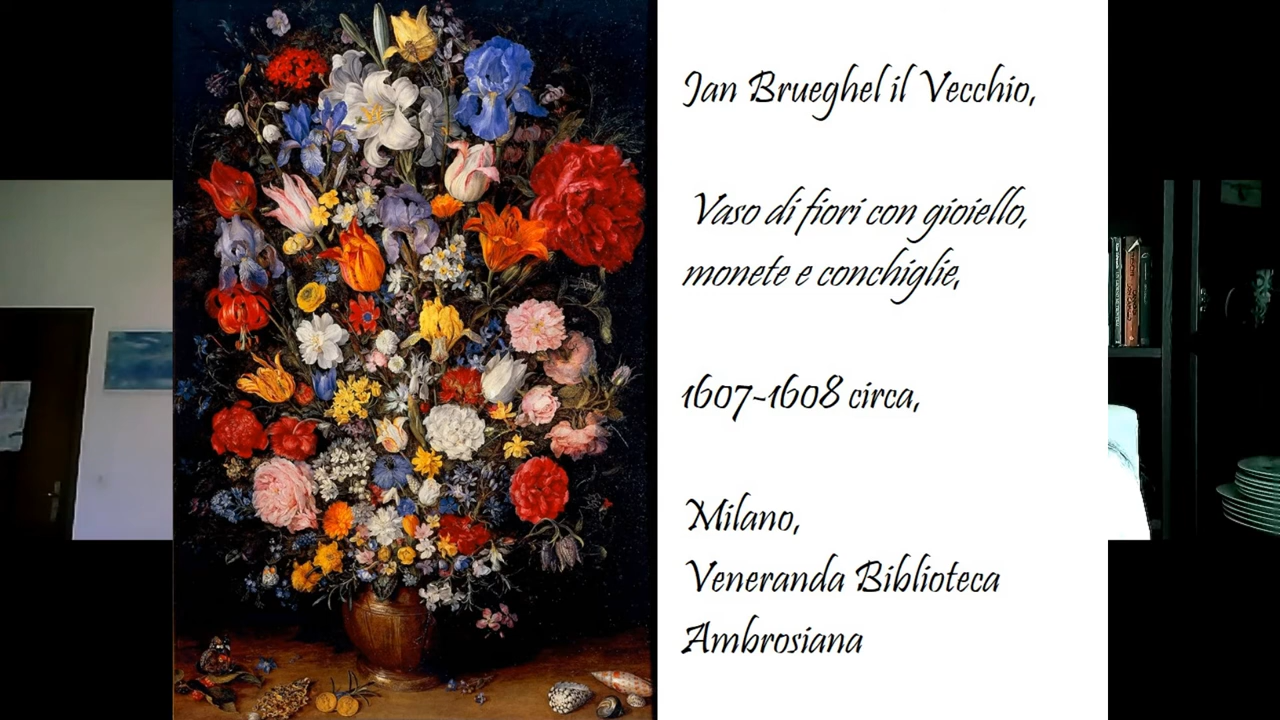 Jan Brueghel il Vecchio,
Vaso di fiori con gioiello,
monete e conchiglie,
1607-1608 circa,
Milano,
Veneranda Biblioteca
Ambrosiana